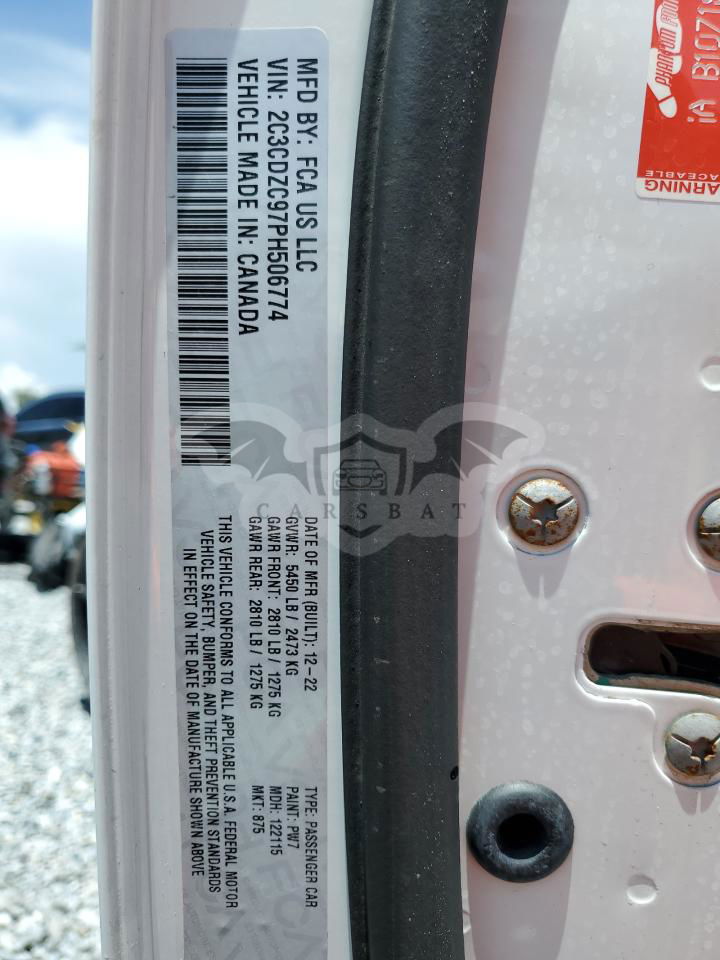 MFD BY: FCA US LLC
VIN: 2C3CDZC97PH506774
VEHICLE MADE IN: CANADA
DATE OF MFR (BUILT): 12-22
GVWR: 5450 LB / 2473 KG
GAWR FRONT: 2810 LB / 1275 KG
GAWR REAR: 2810 LB / 1275 KG
TYPE: PASSENGER CAR
PAINT: PW7
MDH: 122115
MKT: 875
THIS VEHICLE CONFORMS TO ALL APPLICABLE U.S.A. FEDERAL MOTOR
VEHICLE SAFETY, BUMPER, AND THEFT PREVENTION STANDARDS
IN EFFECT ON THE DATE OF MANUFACTURE SHOWN ABOVE
CARSBAT